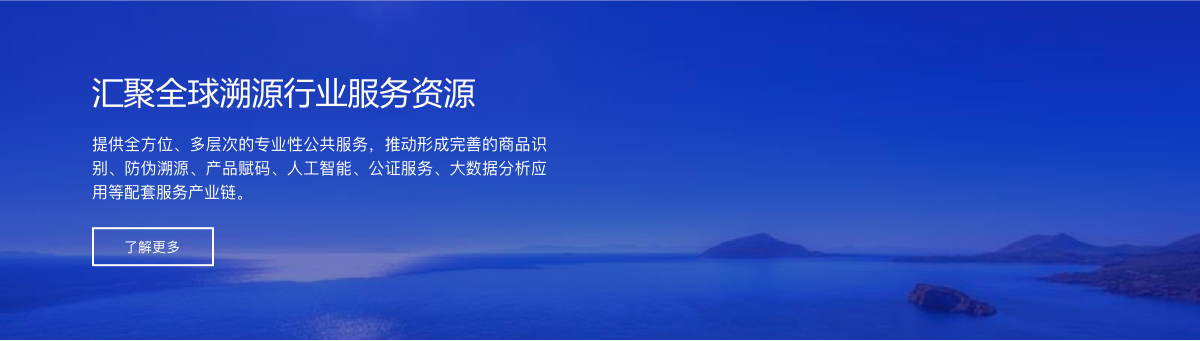 汇聚全球溯源行业服务资源
提供全方位、多层次的专业性公共服务，推动形成完善的商品识
别、防伪溯源、产品赋码、人工智能、公证服务、大数据分析应
用等配套服务产业链。
了解更多